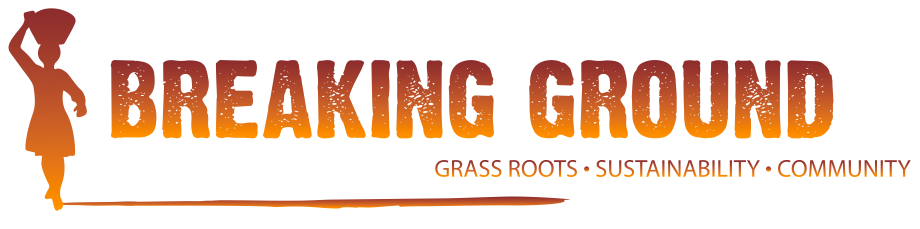 BREAKING GROUND
GRASS ROOTS • SUSTAINABILITY • COMMUNITY